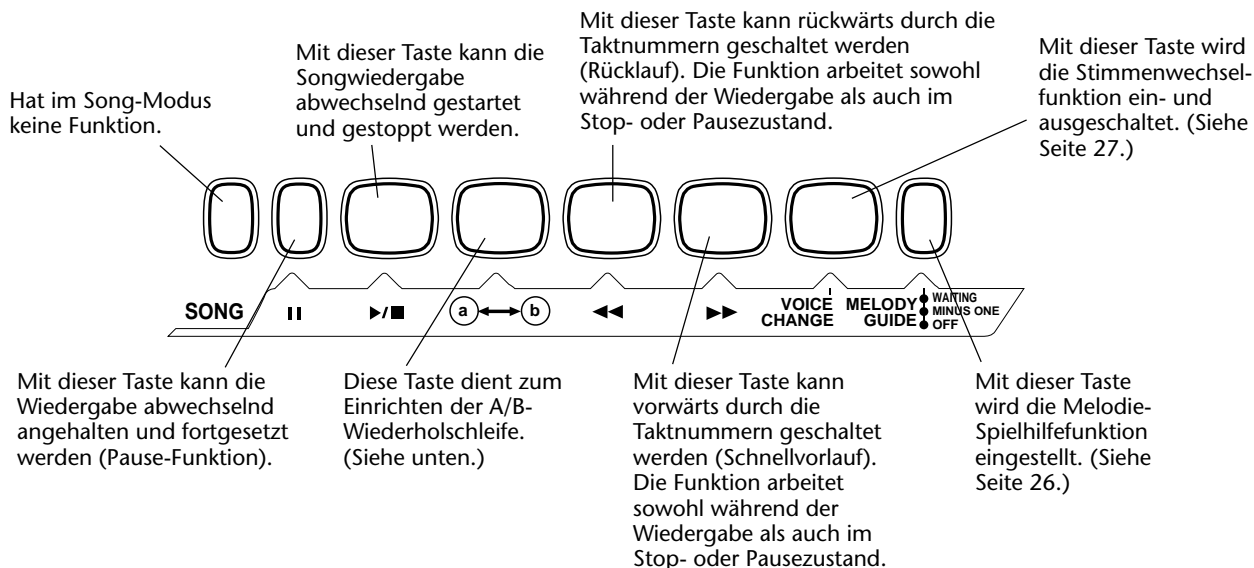 Hat im Song-Modus
keine Funktion.
Mit dieser Taste kann die
Songwiedergabe
abwechselnd gestartet
und gestoppt werden.
Mit dieser Taste kann rückwärts durch die
Taktnummern geschaltet werden
(Rücklauf). Die Funktion arbeitet sowohl
während der Wiedergabe als auch im
Stop- oder Pausezustand.
Mit dieser Taste wird
die Stimmenwechsel-
funktion ein- und
ausgeschaltet. (Siehe
Seite 27.)
SONG
a b
VOICE
CHANGE
MELODY
GUIDE
WAITING
MINUS ONE
OFF
Mit dieser Taste kann die
Wiedergabe abwechselnd
angehalten und fortgesetzt
werden (Pause-Funktion).
Diese Taste dient zum
Einrichten der A/B-
Wiederholschleife.
(Siehe unten.)
Mit dieser Taste kann
vorwärts durch die
Taktnummern geschaltet
werden (Schnellvorlauf).
Die Funktion arbeitet
sowohl während der
Wiedergabe als auch im
Stop- oder Pausezustand.
Mit dieser Taste
wird die Melodie-
Spielhilfefunktion
eingestellt. (Siehe
Seite 26.)